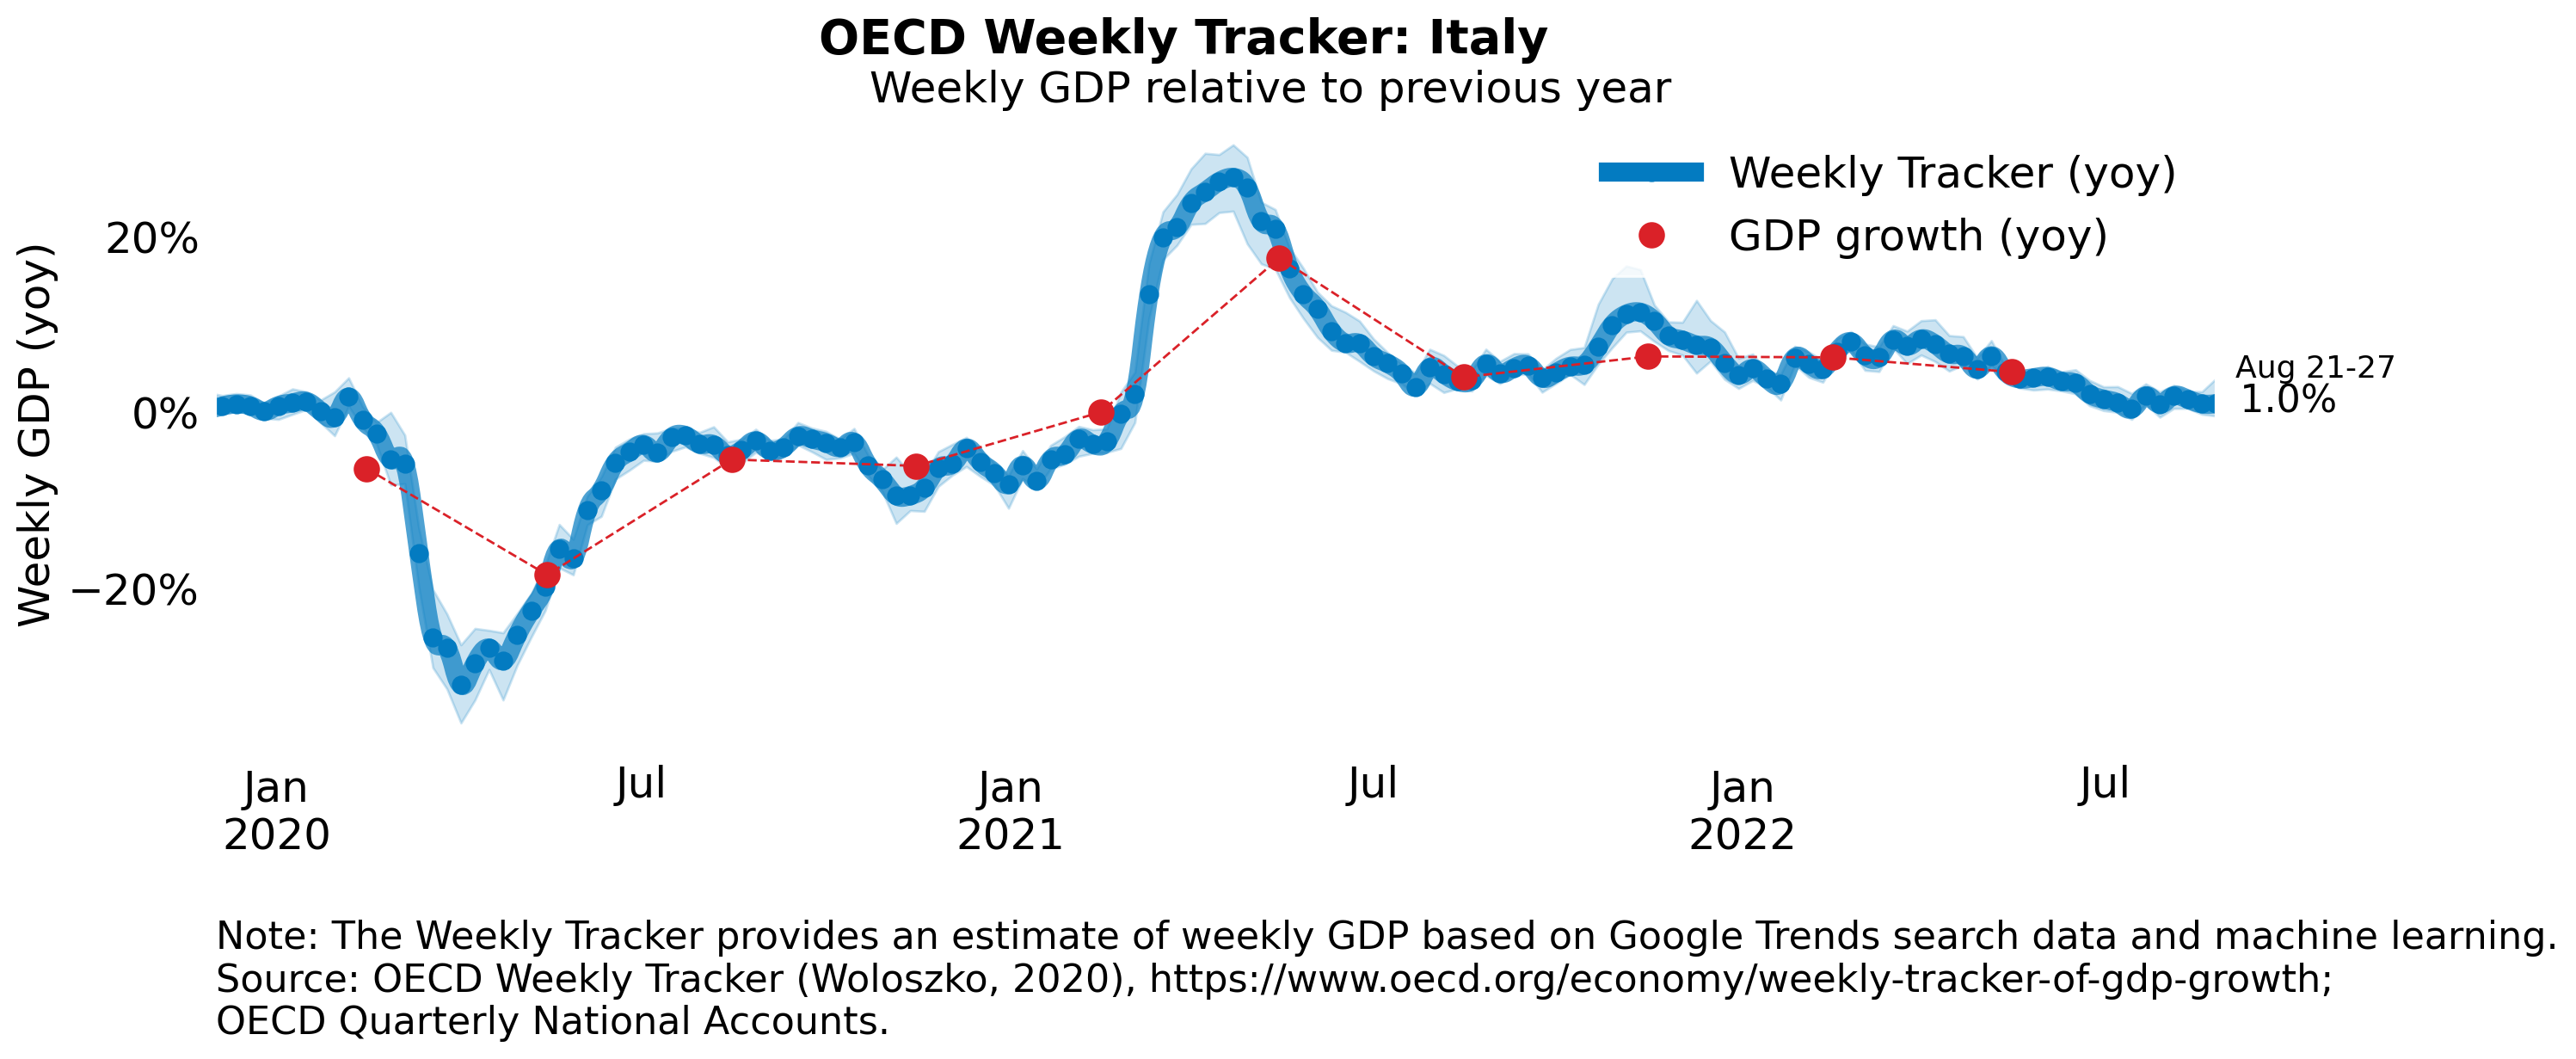 OECD Weekly Tracker: Italy
Weekly GDP relative to previous year
Weekly Tracker (yoy)
GDP growth (yoy)
Weekly GDP (yoy)
20%
0%
−20%
Aug 21-27
1.0%
Jan Jul Jan Jul Jan Jul
2020 2021 2022
Note: The Weekly Tracker provides an estimate of weekly GDP based on Google Trends search data and machine learning.
Source: OECD Weekly Tracker (Woloszko, 2020), https://www.oecd.org/economy/weekly-tracker-of-gdp-growth;
OECD Quarterly National Accounts.